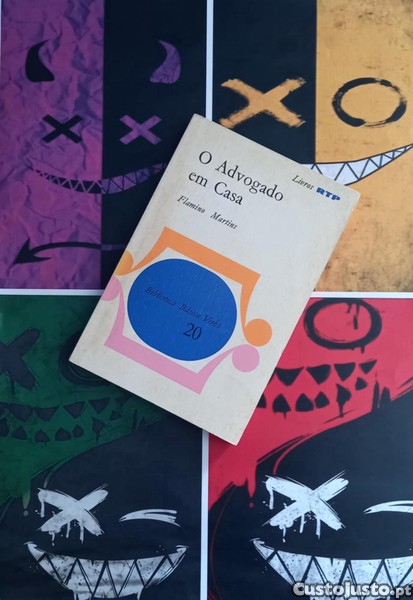 Livros RTP
O Advogado
em Casa
Flamino Martins
Biblioteca Básica Verbo
20
CustoJusto.pt